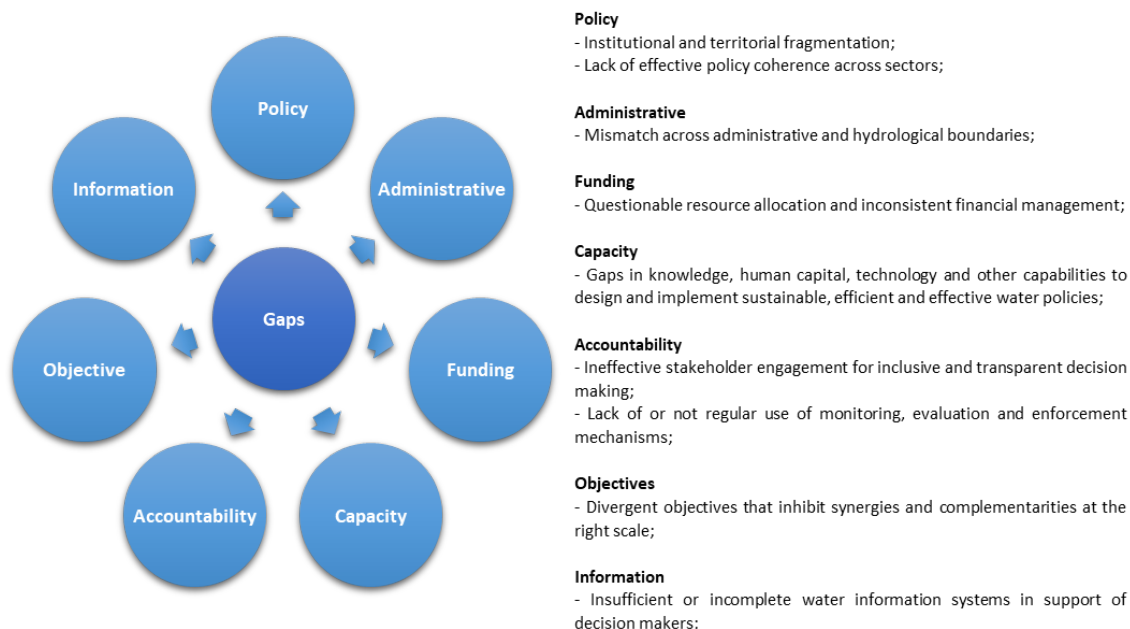 Policy
Administrative
Information
Gaps
Objective
Funding
Accountability
Capacity
Policy
- Institutional and territorial fragmentation;
- Lack of effective policy coherence across sectors;
Administrative
- Mismatch across administrative and hydrological boundaries;
Funding
- Questionable resource allocation and inconsistent financial management;
Capacity
- Gaps in knowledge, human capital, technology and other capabilities to
design and implement sustainable, efficient and effective water policies;
Accountability
- Ineffective stakeholder engagement for inclusive and transparent decision
making;
- Lack of or not regular use of monitoring, evaluation and enforcement
mechanisms;
Objectives
- Divergent objectives that inhibit synergies and complementarities at the
right scale;
Information
- Insufficient or incomplete water information systems in support of
decision makers;